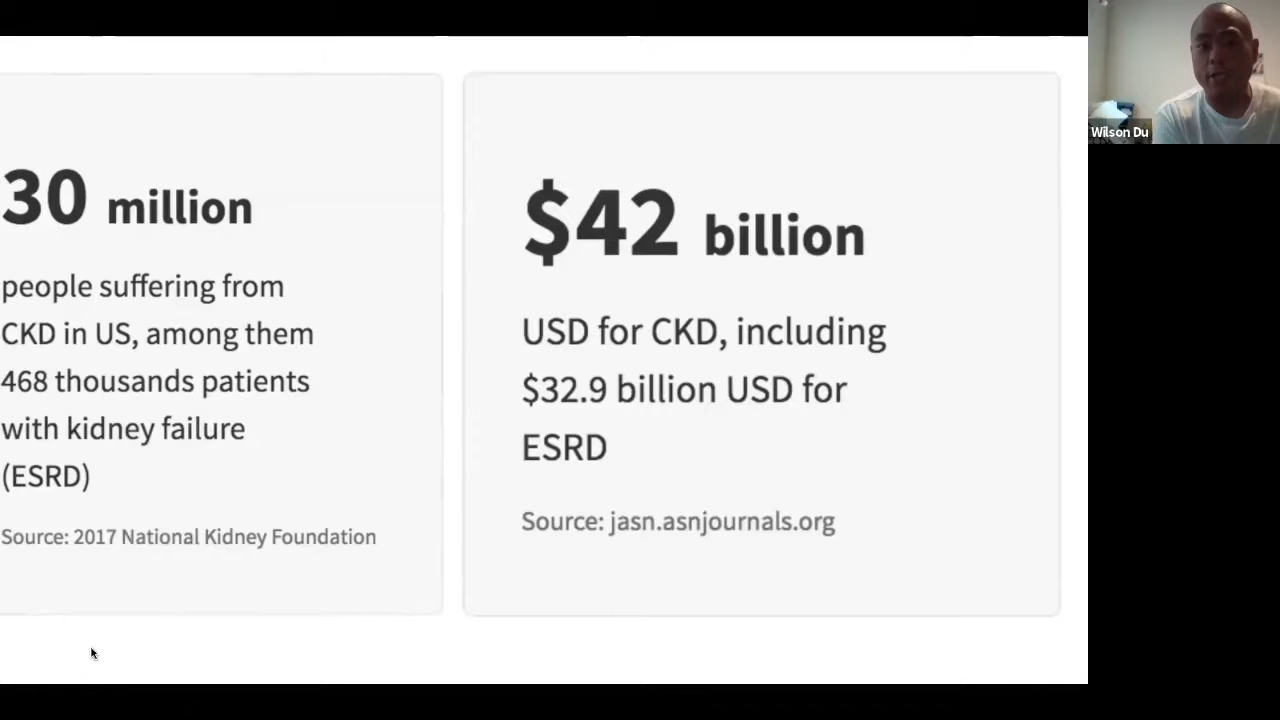 30 million
people suffering from
CKD in US, among them
468 thousands patients
with kidney failure
(ESRD)
Source: 2017 National Kidney Foundation
$42 billion
USD for CKD, including
$32.9 billion USD for
ESRD
Source: jasn.asnjournals.org
Wilson Du